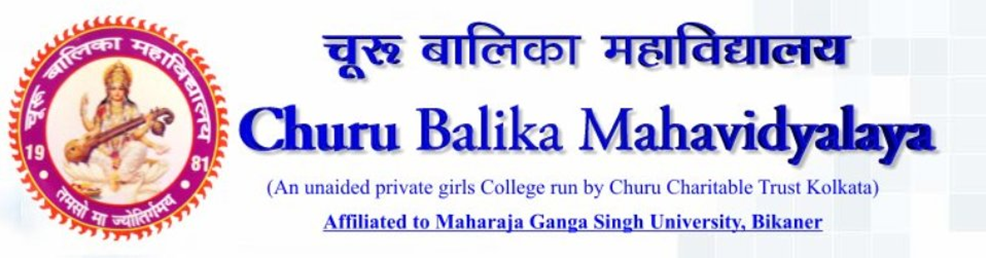 चूरू बालिका महाविद्यालय
19 81
तमसो मा ज्योतिर्गमय
चूरू बालिका महाविद्यालय
Churu Balika Mahavidyalaya
(An unaided private girls College run by Churu Charitable Trust Kolkata)
Affiliated to Maharaja Ganga Singh University, Bikaner